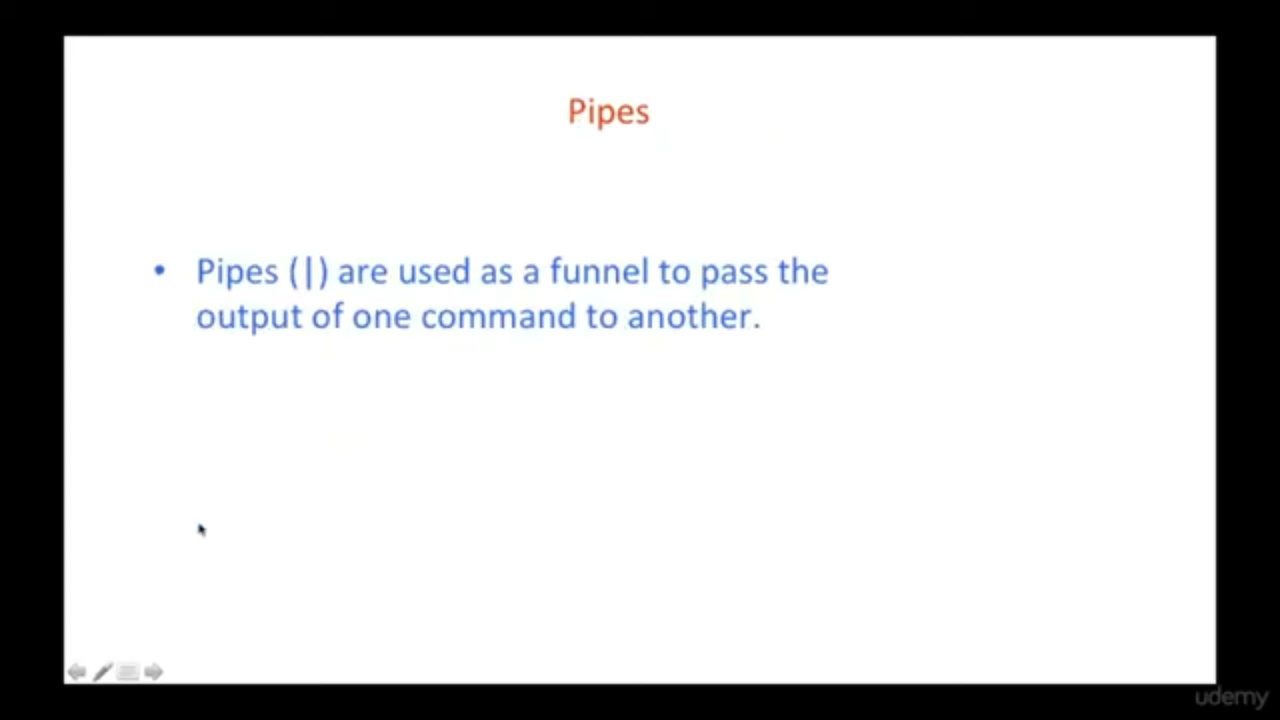 Pipes
• Pipes (|) are used as a funnel to pass the
output of one command to another.
udemy